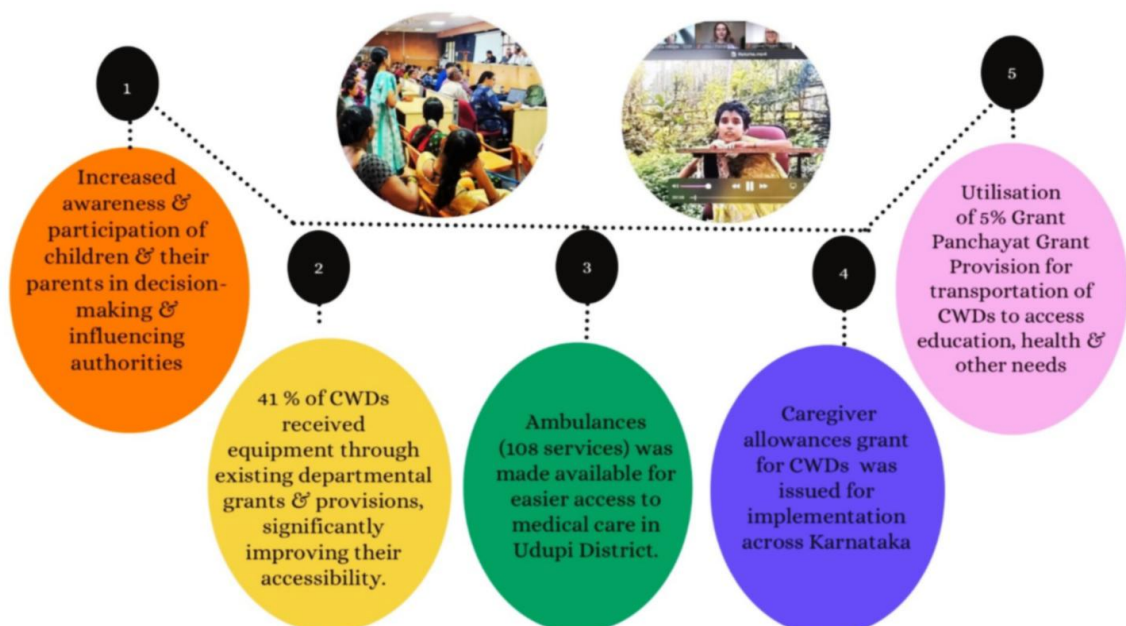 1
Increased
awareness &
participation of
children & their
parents in decision-
making &
influencing
authorities
2
41 % of CWDs
received
equipment through
existing departmental
grants & provisions,
significantly
improving their
accessibility.
3
Ambulances
(108 services) was
made available for
easier access to
medical care in
Udupi District.
4
Caregiver
allowances grant
for CWDs was
issued for
implementation
across Karnataka
5
Utilisation
of 5% Grant
Panchayat Grant
Provision for
transportation of
CWDs to access
education, health &
other needs